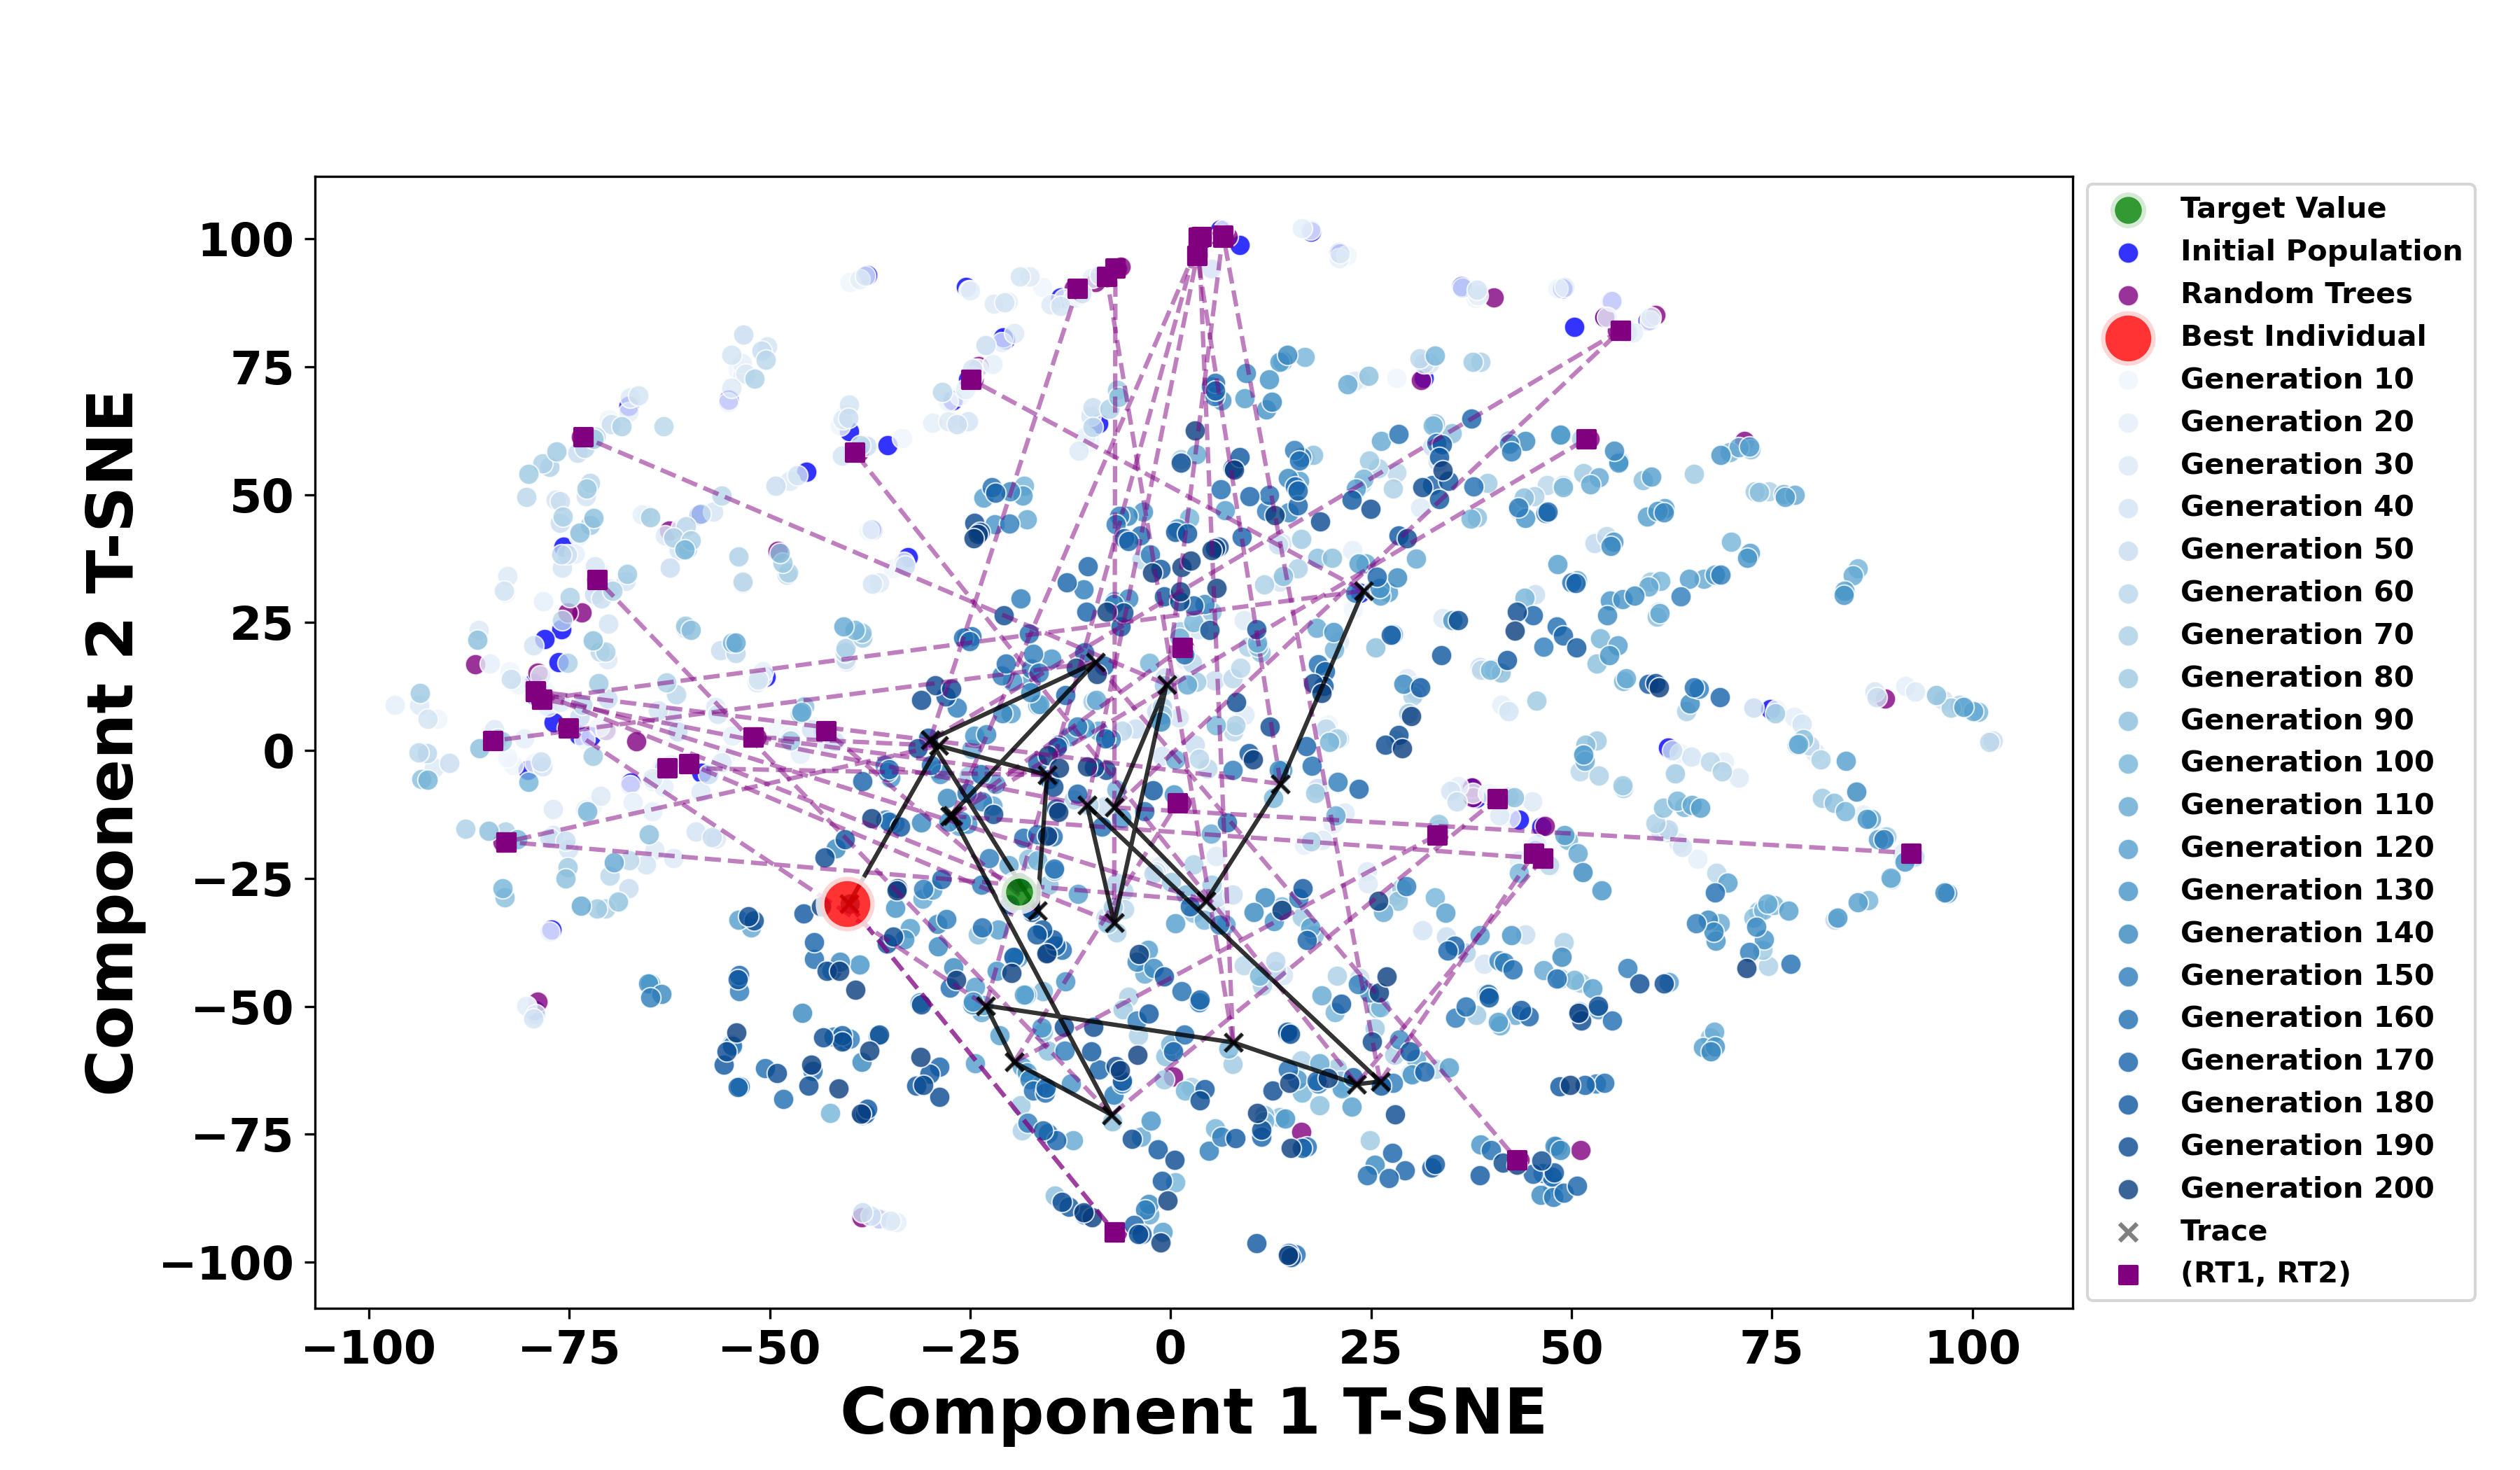 Component 2 T-SNE
100
75
50
25
0
−25
−50
−75
−100
−100
−75
−50
−25
0
25
50
75
100
Component 1 T-SNE
Target Value
Initial Population
Random Trees
Best Individual
Generation 10
Generation 20
Generation 30
Generation 40
Generation 50
Generation 60
Generation 70
Generation 80
Generation 90
Generation 100
Generation 110
Generation 120
Generation 130
Generation 140
Generation 150
Generation 160
Generation 170
Generation 180
Generation 190
Generation 200
Trace
(RT1, RT2)